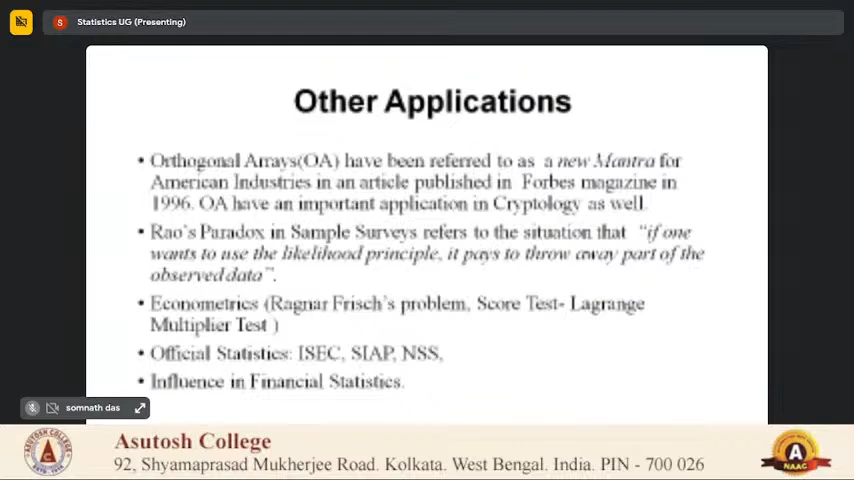 S Statistics UG (Presenting)
Other Applications
• Orthogonal Arrays(OA) have been referred to as a new Mantra for
American Industries in an article published in Forbes magazine in
1996. OA have an important application in Cryptology as well.
• Rao's Paradox in Sample Surveys refers to the situation that "if one
wants to use the likelihood principle, it pays to throw away part of the
observed data".
• Econometrics (Ragnar Frisch's problem, Score Test- Lagrange
Multiplier Test )
• Official Statistics: ISEC, SIAP, NSS,
• Influence in Financial Statistics.
somnath das
Asutosh College
92, Shyamaprasad Mukherjee Road. Kolkata. West Bengal. India. PIN - 700 026
A
NAAC